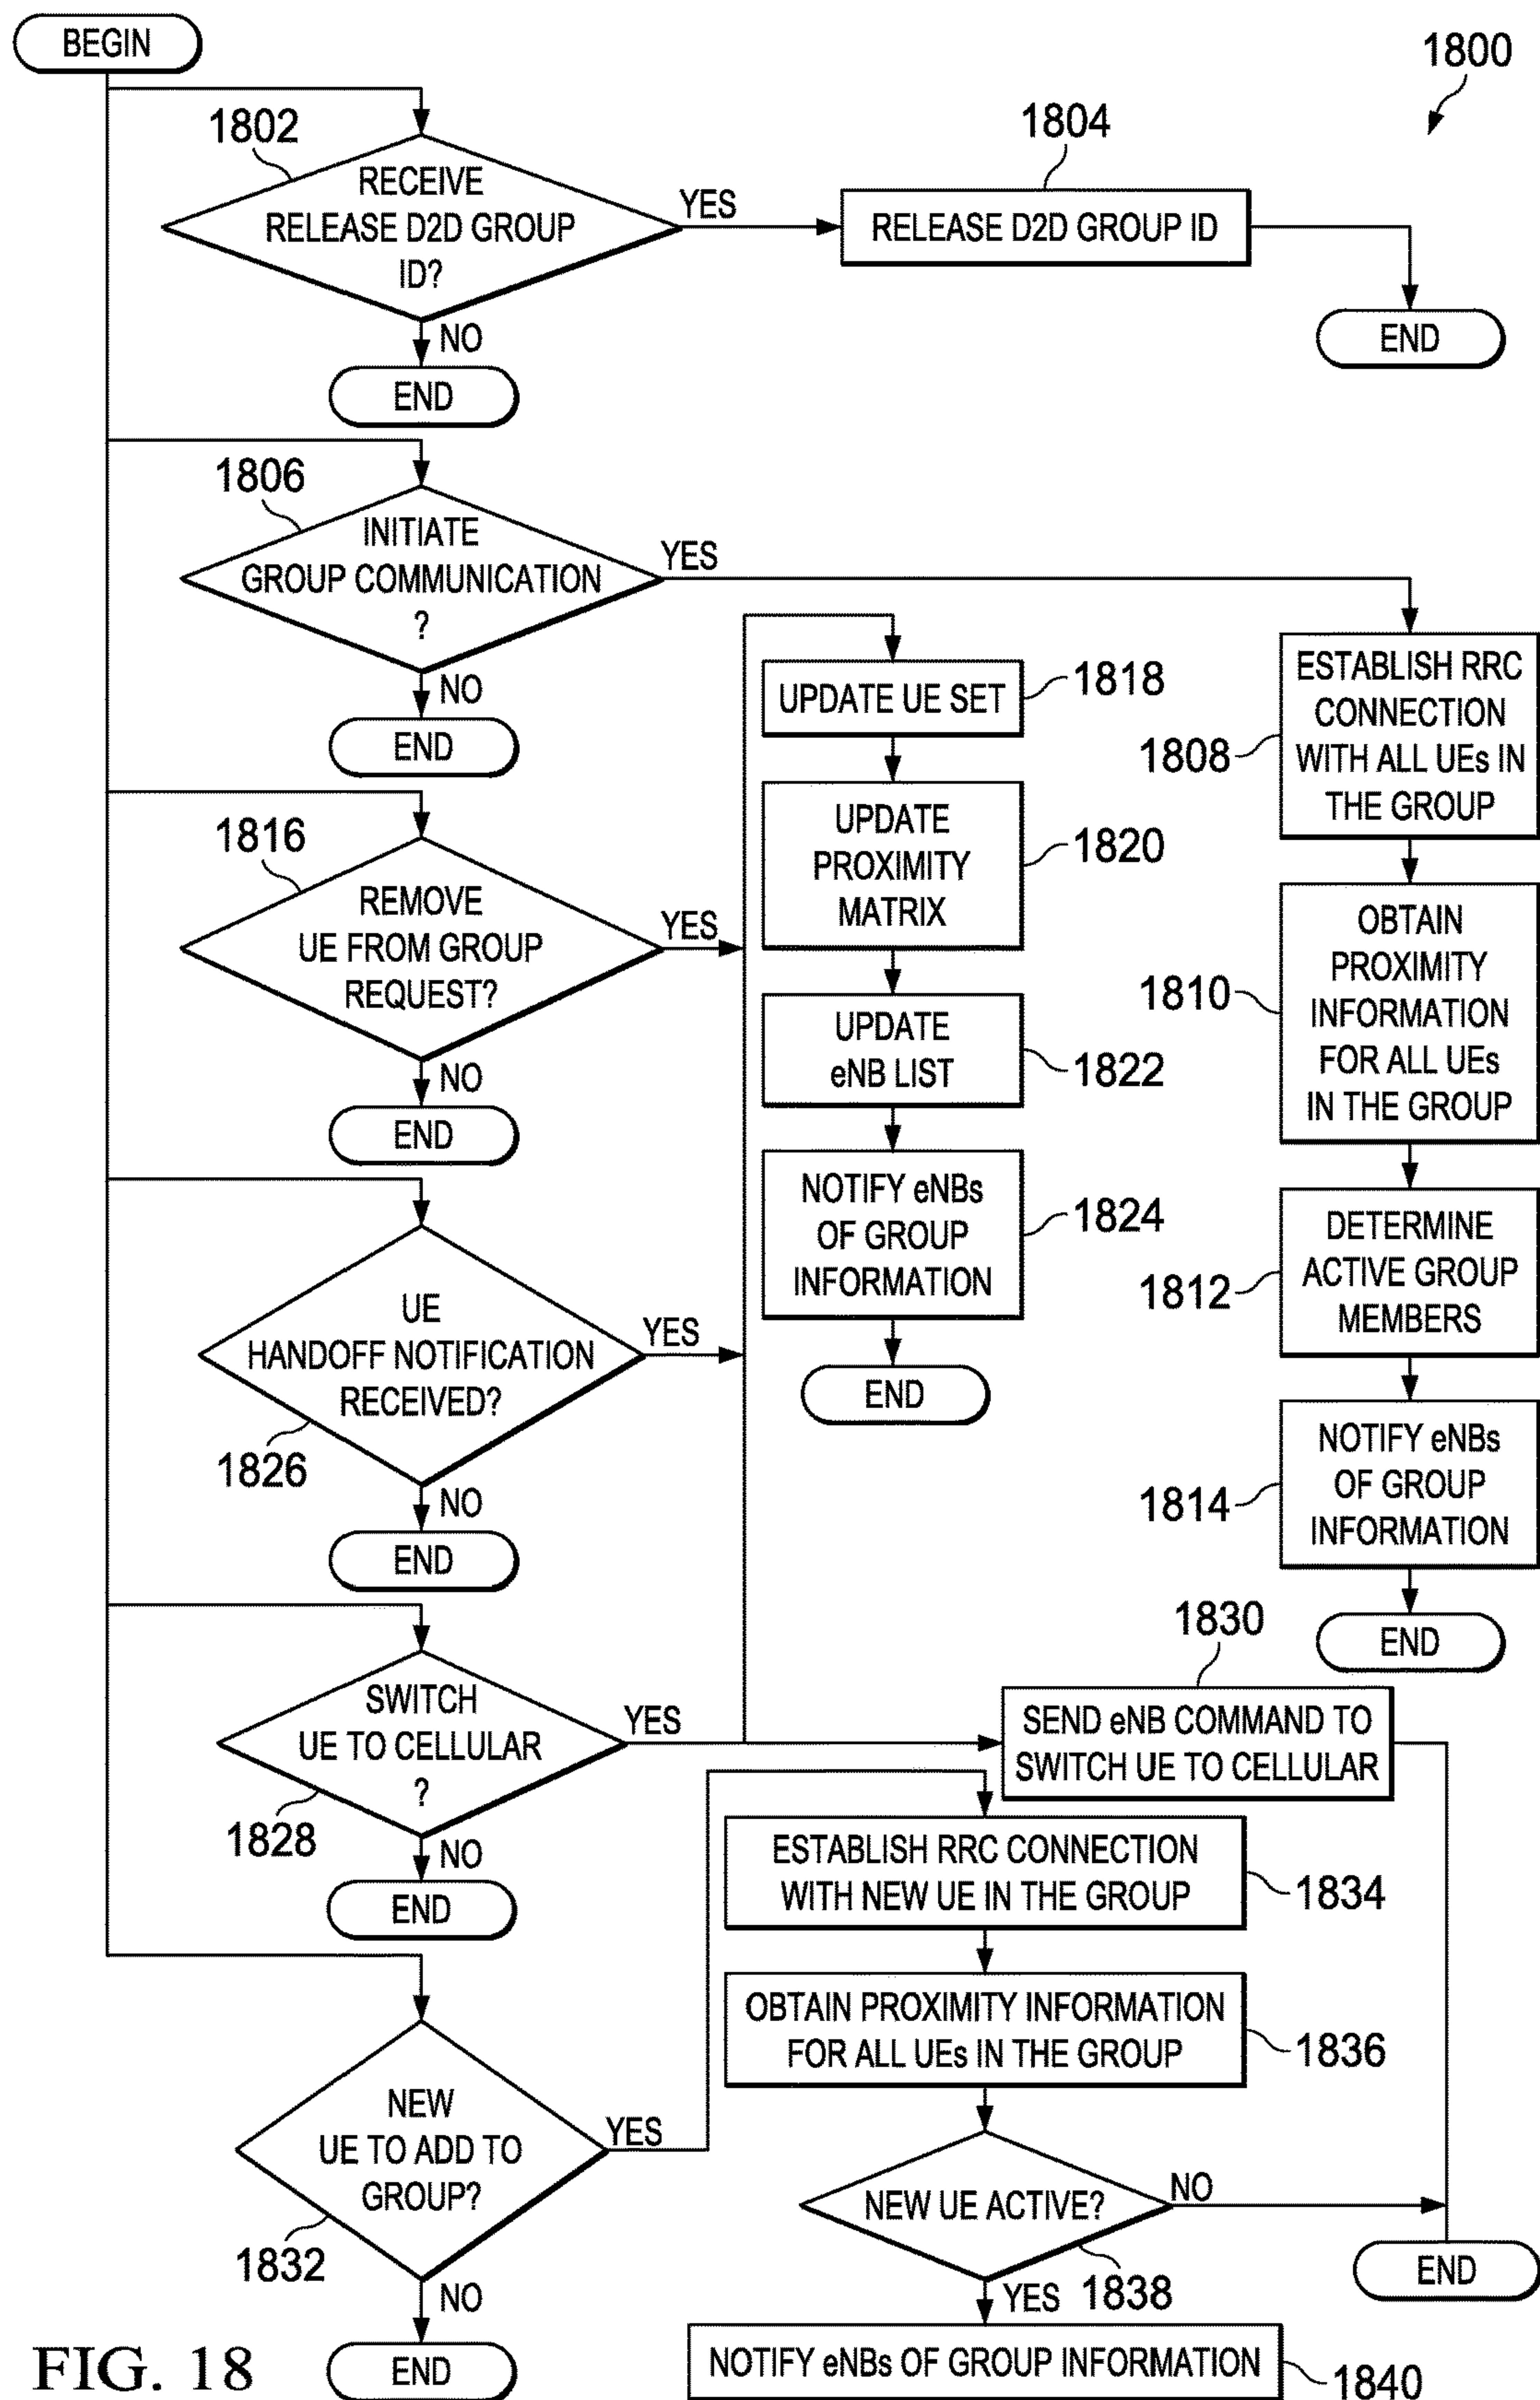 BEGIN
1800
1802
RECEIVE
RELEASE D2D GROUP
ID?
YES
1804
RELEASE D2D GROUP ID
END
NO
END
1806
INITIATE
GROUP COMMUNICATION
?
YES
NO
END
1808
ESTABLISH RRC
CONNECTION
WITH ALL UEs IN
THE GROUP
1810
OBTAIN
PROXIMITY
INFORMATION
FOR ALL UEs
IN THE GROUP
1812
DETERMINE
ACTIVE GROUP
MEMBERS
1814
NOTIFY eNBs
OF GROUP
INFORMATION
END
1816
REMOVE
UE FROM GROUP
REQUEST?
YES
NO
END
UPDATE UE SET
1818
UPDATE
PROXIMITY
MATRIX
1820
UPDATE
eNB LIST
1822
NOTIFY eNBs
OF GROUP
INFORMATION
1824
END
UE
HANDOFF NOTIFICATION
RECEIVED?
1826
YES
NO
END
SWITCH
UE TO CELLULAR
?
1828
YES
NO
END
1830
SEND eNB COMMAND TO
SWITCH UE TO CELLULAR
NEW
UE TO ADD TO
GROUP?
1832
YES
NO
END
ESTABLISH RRC CONNECTION
WITH NEW UE IN THE GROUP
1834
OBTAIN PROXIMITY INFORMATION
FOR ALL UEs IN THE GROUP
1836
NEW UE ACTIVE?
1838
NO
END
YES
NOTIFY eNBs OF GROUP INFORMATION
1840
FIG. 18